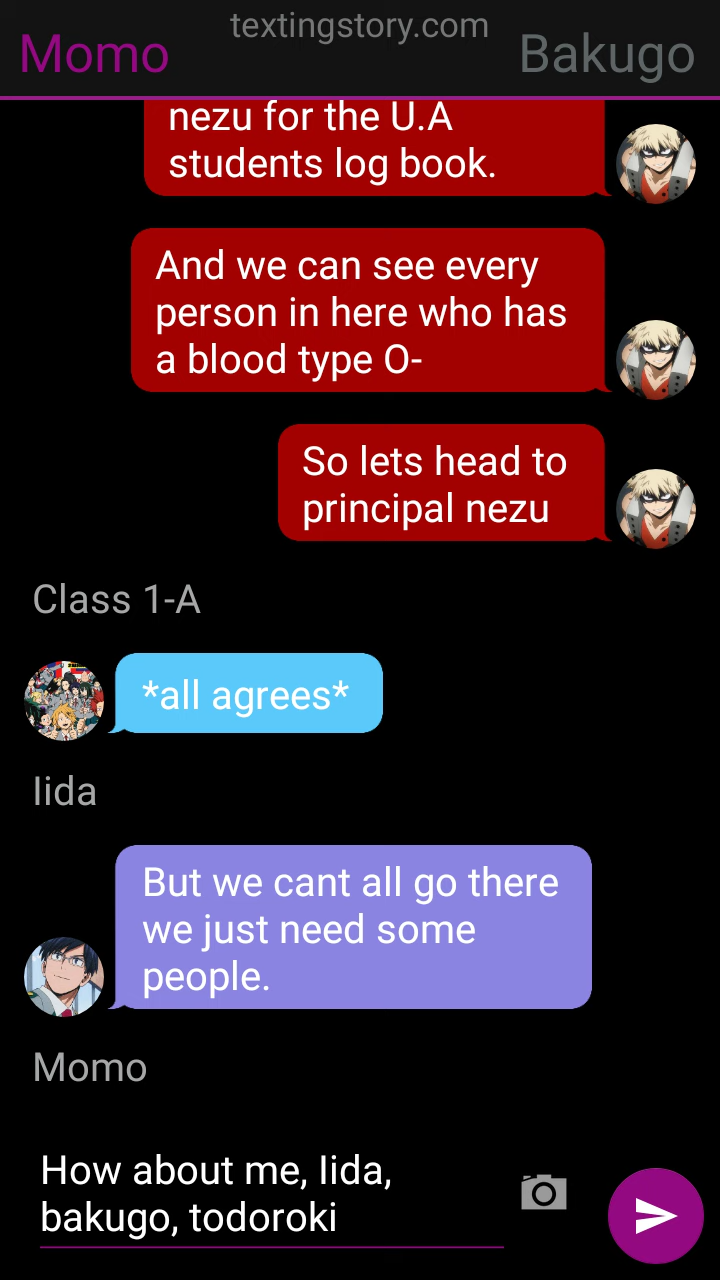 textingstory.com
Momo
Bakugo
nezu for the U.A
students log book.
And we can see every
person in here who has
a blood type O-
So lets head to
principal nezu
Class 1-A
*all agrees*
Iida
But we cant all go there
we just need some
people.
Momo
How about me, Iida,
bakugo, todoroki